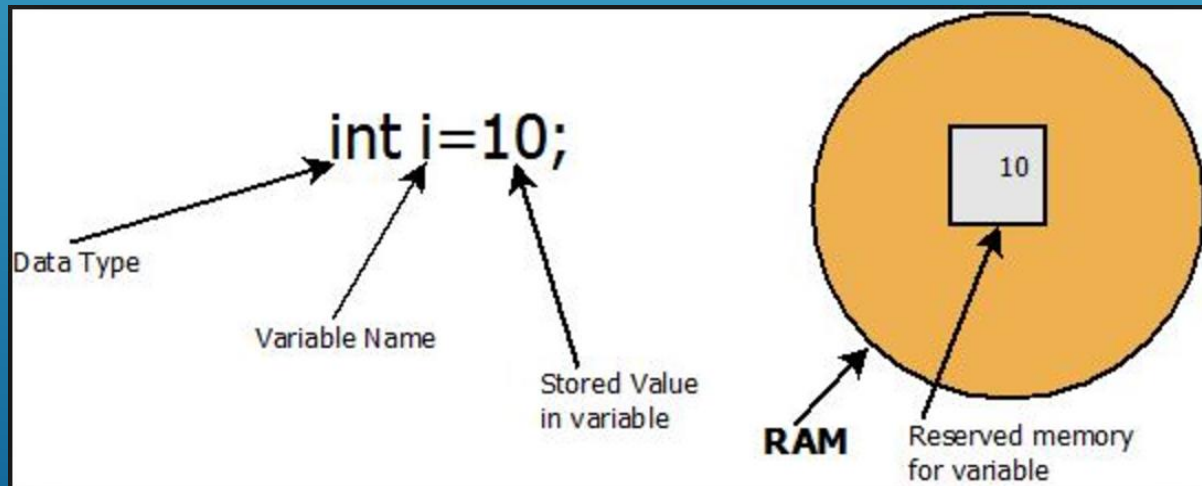 int i=10;
10
Data Type
Variable Name
Stored Value
in variable
RAM
Reserved memory
for variable